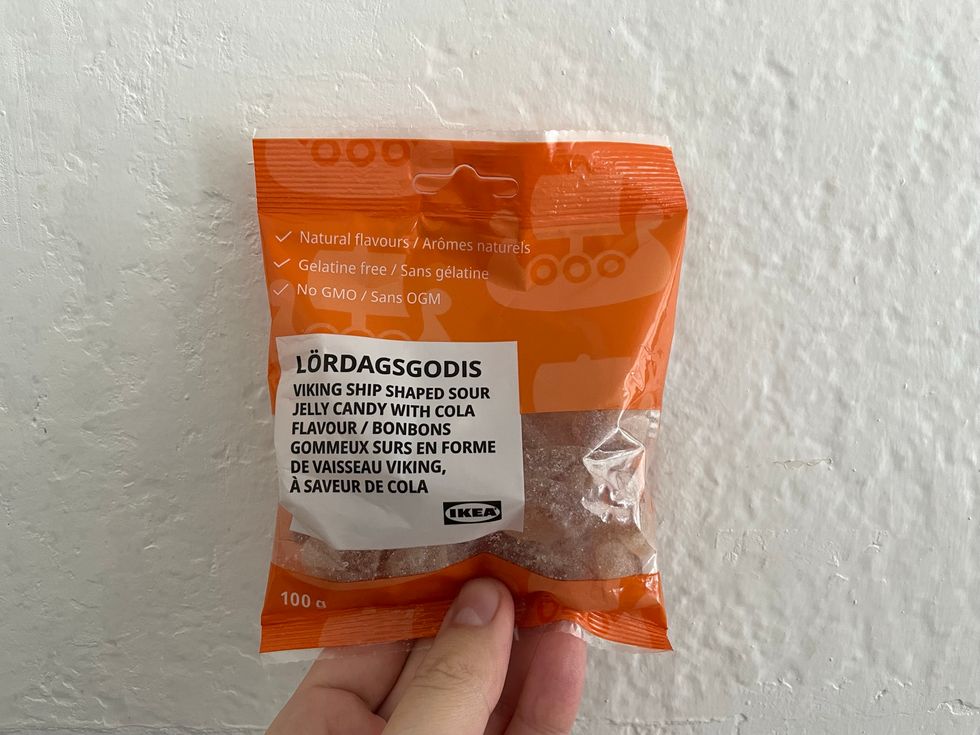 Natural flavours / Arômes naturels
Gelatine free / Sans gélatine
No GMO / Sans OGM
LÖRDAGSGODIS
VIKING SHIP SHAPED SOUR
JELLY CANDY WITH COLA
FLAVOUR / BONBONS
GOMMEUX SURS EN FORME
DE VAISSEAU VIKING,
À SAVEUR DE COLA
IKEA
100 g